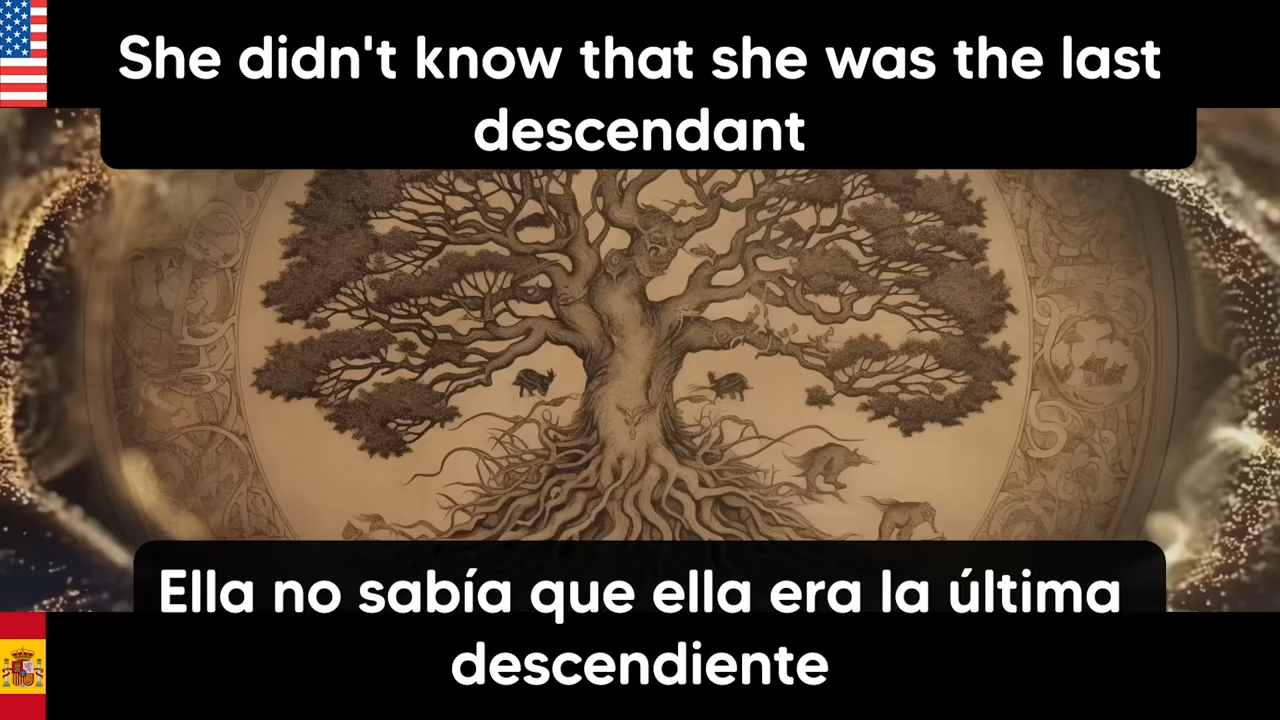 She didn't know that she was the last
descendant
Ella no sabía que ella era la última
descendiente